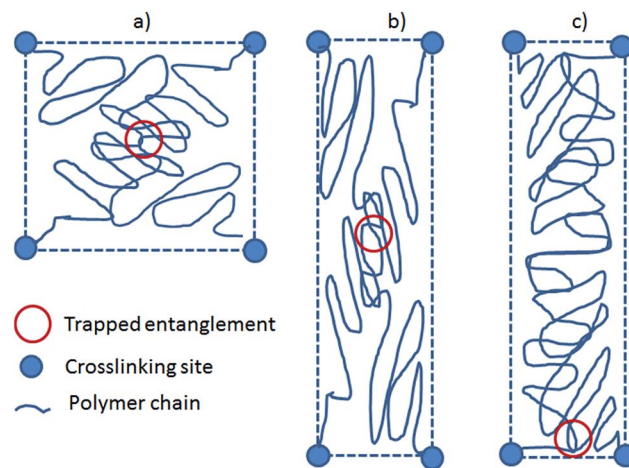 a)
b)
c)
Trapped entanglement
Crosslinking site
Polymer chain